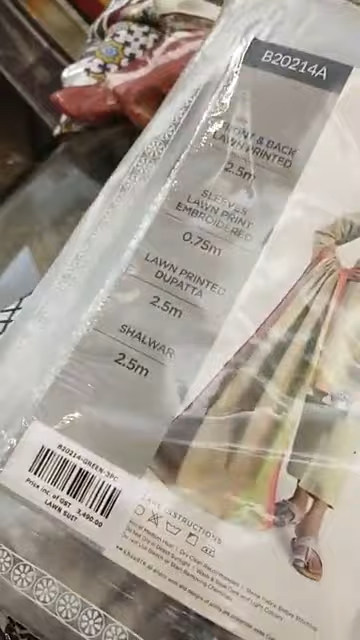 B20214A
FRONT & BACK
LAWN PRINTED
2.5m
SLEEVES
LAWN PRINT
EMBROIDERED
0.75m
LAWN PRINTED
DUPATTA
2.5m
SHALWAR
2.5m
B20214-GREEN-3PC
Price Inc. of GST 3,490.00
LAWN SUIT
CARE INSTRUCTIONS